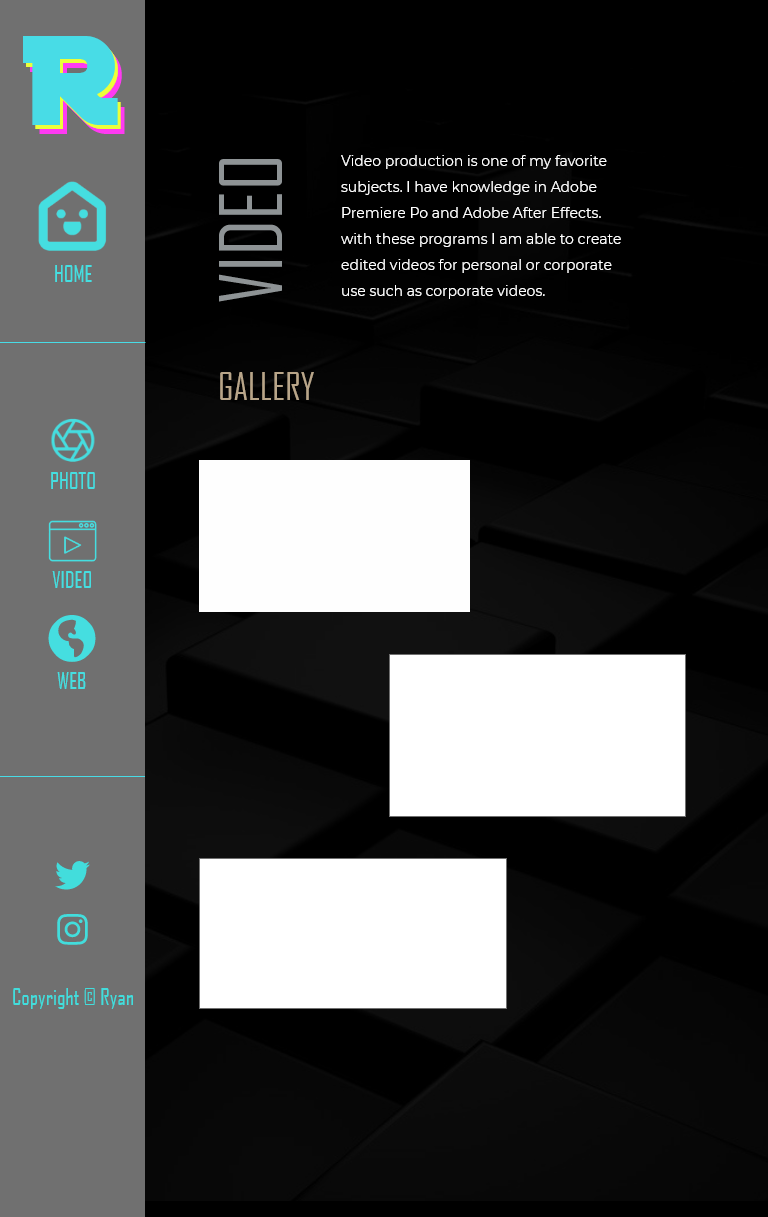 R
HOME
PHOTO
VIDEO
WEB
Copyright © Ryan
VIDEO
Video production is one of my favorite
subjects. I have knowledge in Adobe
Premiere Po and Adobe After Effects.
with these programs I am able to create
edited videos for personal or corporate
use such as corporate videos.
GALLERY